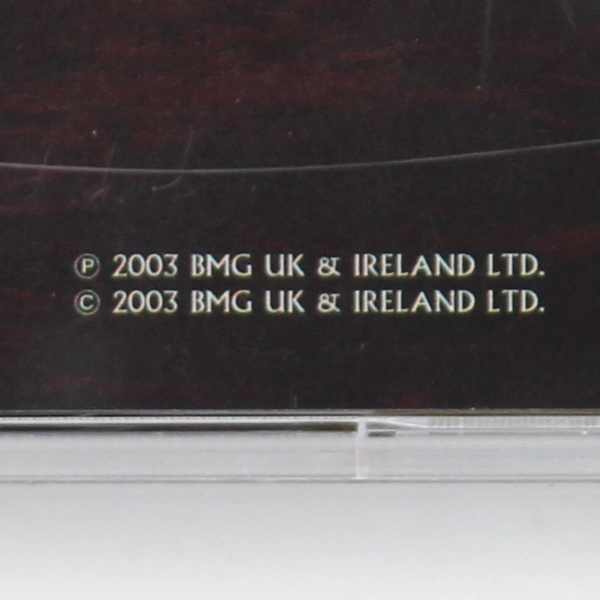 ℗ 2003 BMG UK & IRELAND LTD.
© 2003 BMG UK & IRELAND LTD.